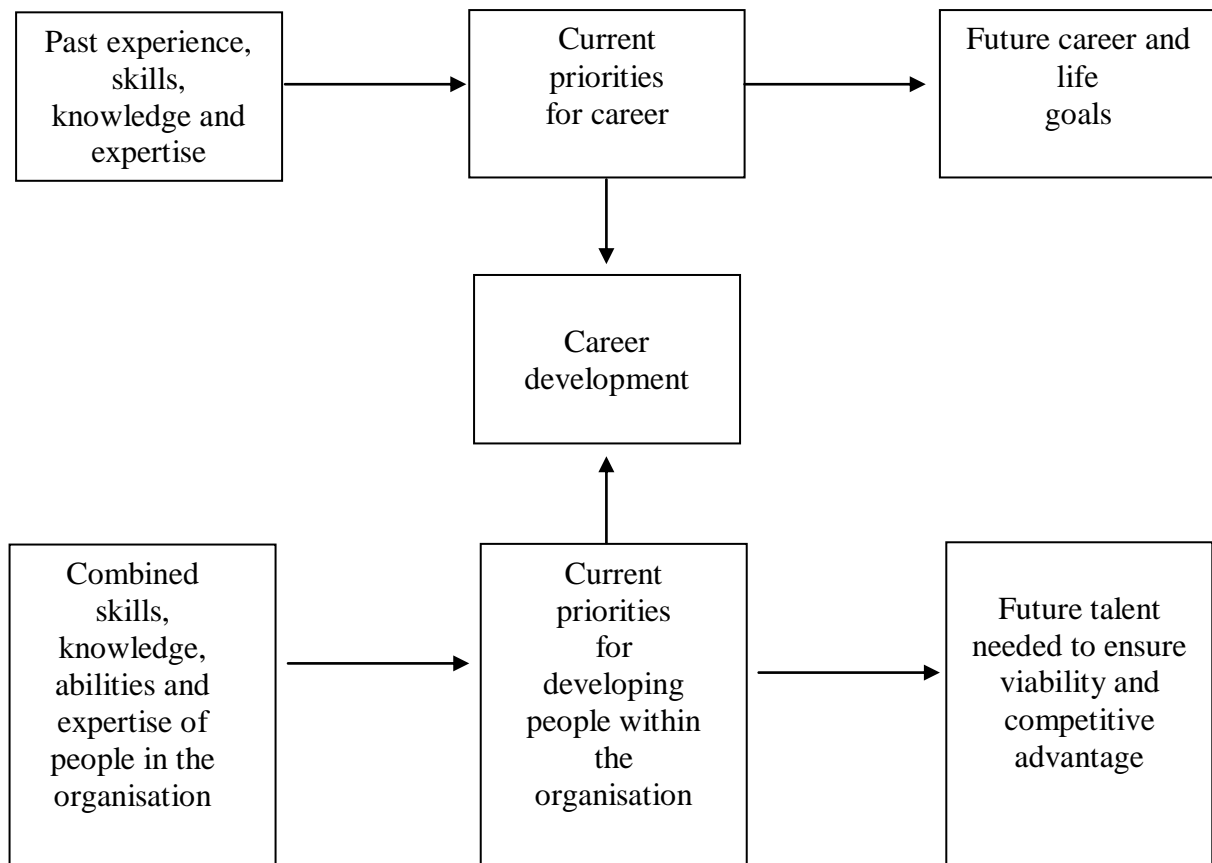 Past experience,
skills,
knowledge and
expertise
Current
priorities
for career
Future career and
life
goals
Career
development
Combined
skills,
knowledge,
abilities and
expertise of
people in the
organisation
Current
priorities
for
developing
people within
the
organisation
Future talent
needed to ensure
viability and
competitive
advantage